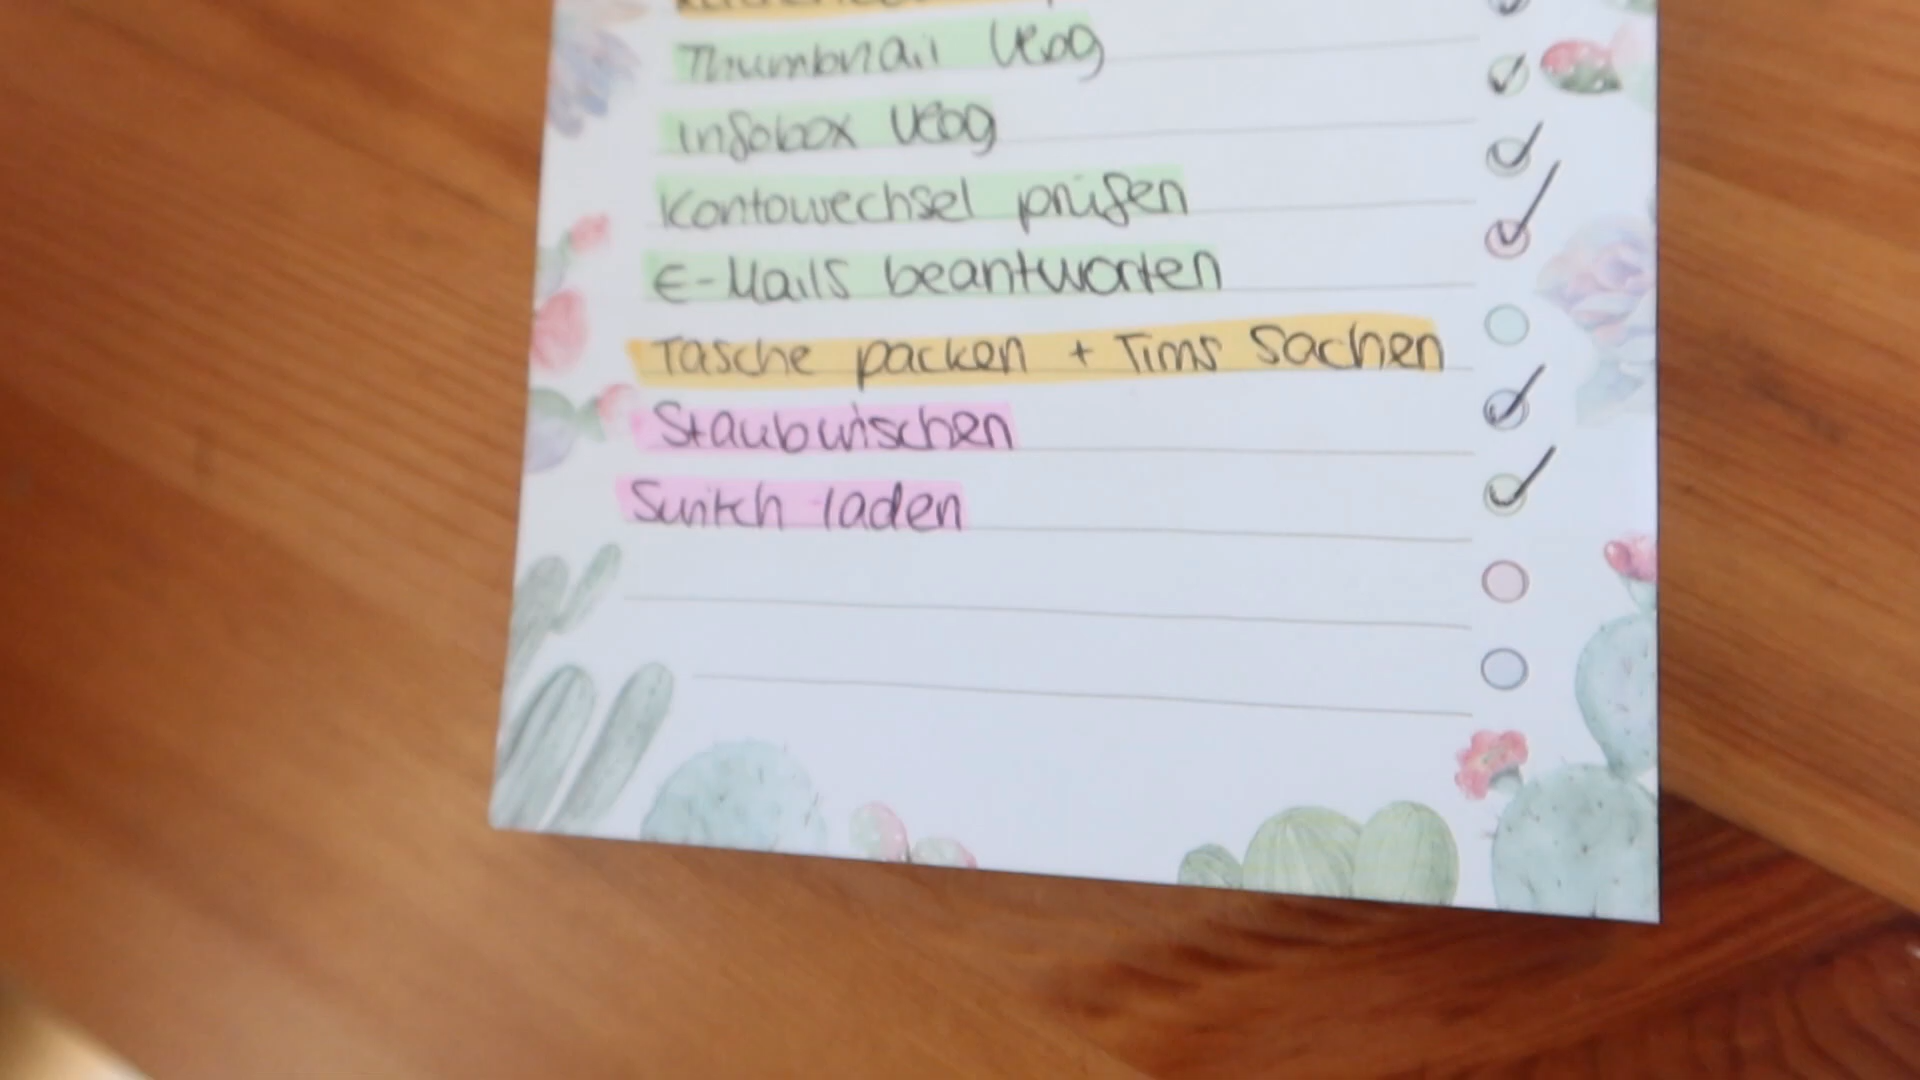 Thumbnail Vlog
Infobox Vlog
Kontowechsel prüfen
E-Mails beantworten
Tasche packen + Tims Sachen
Staubwischen
Switch laden